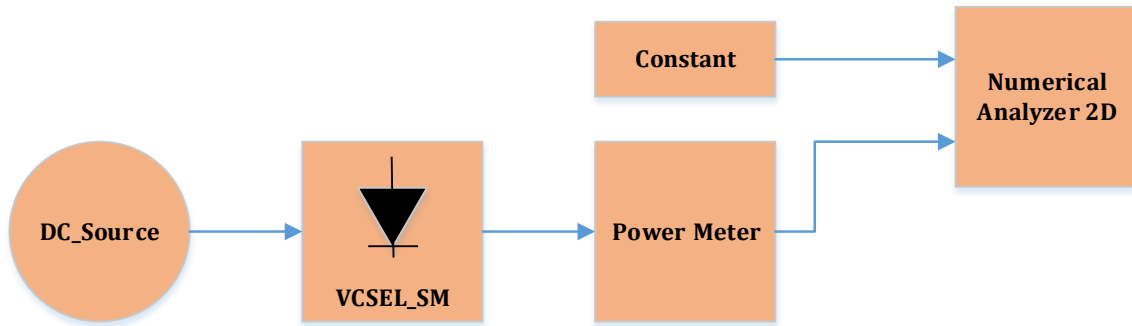 Constant
Numerical
Analyzer 2D
DC_Source
VCSEL_SM
Power Meter